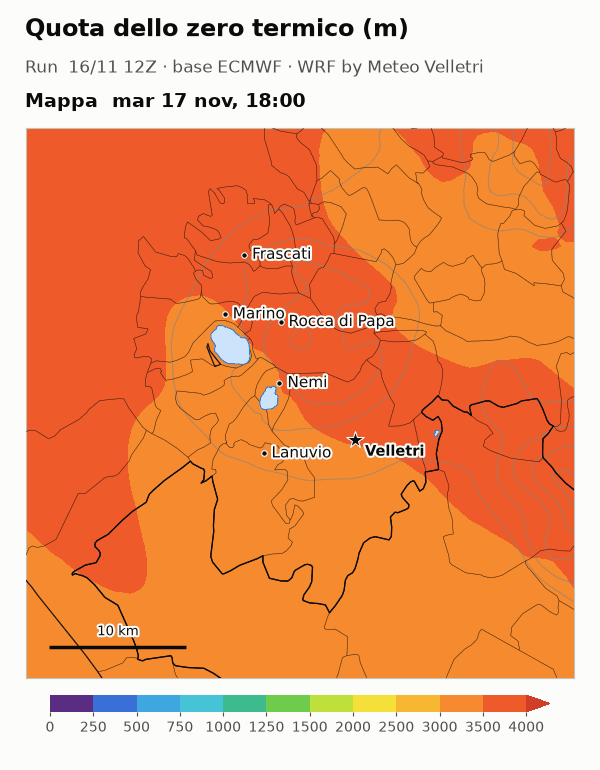 Quota dello zero termico (m)
Run  16/11 12Z · base ECMWF · WRF by Meteo Velletri
Mappa  mar 17 nov, 18:00
Frascati
Marino
Rocca di Papa
Nemi
Velletri
Lanuvio
10 km
0 250 500 750 1000 1250 1500 2000 2500 3000 3500 4000